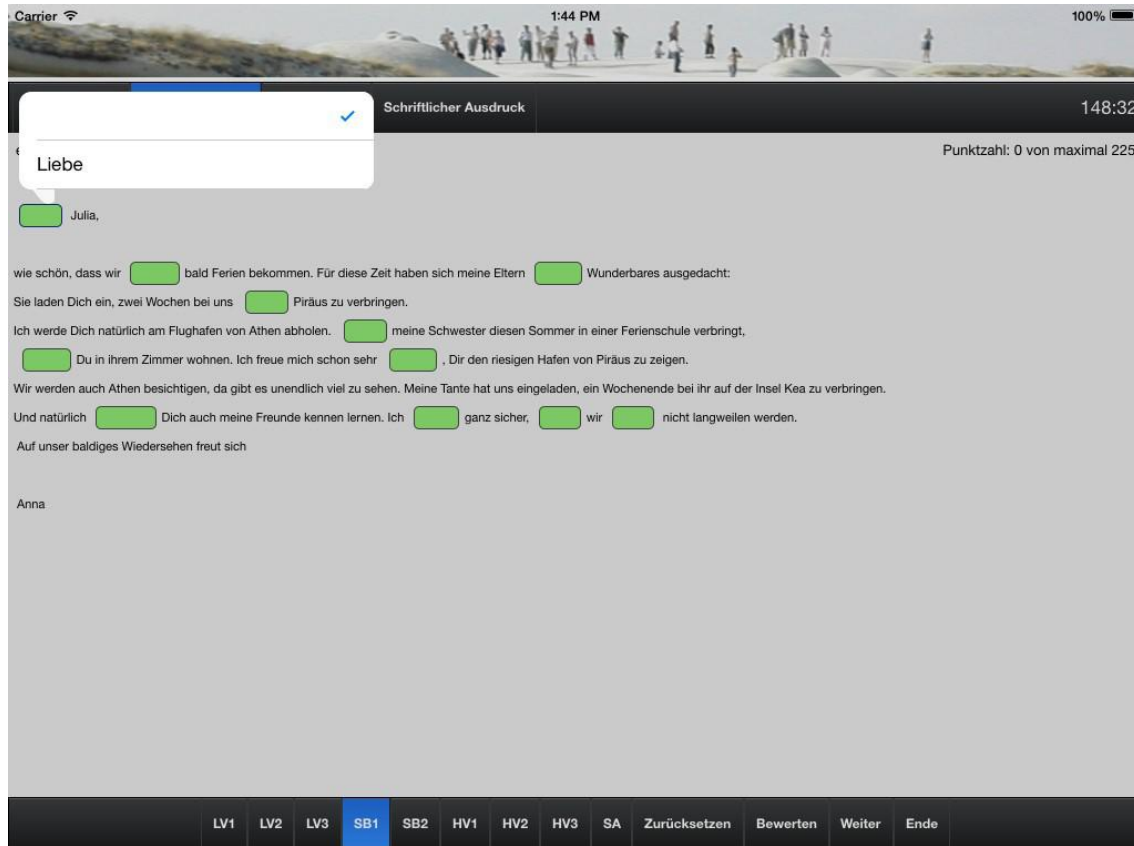 Carrier 1:44 PM 100%
Schriftlicher Ausdruck 148:32
Punktzahl: 0 von maximal 225
Liebe
Julia,
wie schön, dass wir bald Ferien bekommen. Für diese Zeit haben sich meine Eltern Wunderbares ausgedacht:
Sie laden Dich ein, zwei Wochen bei uns Piräus zu verbringen.
Ich werde Dich natürlich am Flughafen von Athen abholen. meine Schwester diesen Sommer in einer Ferienschule verbringt,
Du in ihrem Zimmer wohnen. Ich freue mich schon sehr , Dir den riesigen Hafen von Piräus zu zeigen.
Wir werden auch Athen besichtigen, da gibt es unendlich viel zu sehen. Meine Tante hat uns eingeladen, ein Wochenende bei ihr auf der Insel Kea zu verbringen.
Und natürlich Dich auch meine Freunde kennen lernen. Ich ganz sicher, wir nicht langweilen werden.
Auf unser baldiges Wiedersehen freut sich
Anna
LV1 LV2 LV3 SB1 SB2 HV1 HV2 HV3 SA Zurücksetzen Bewerten Weiter Ende